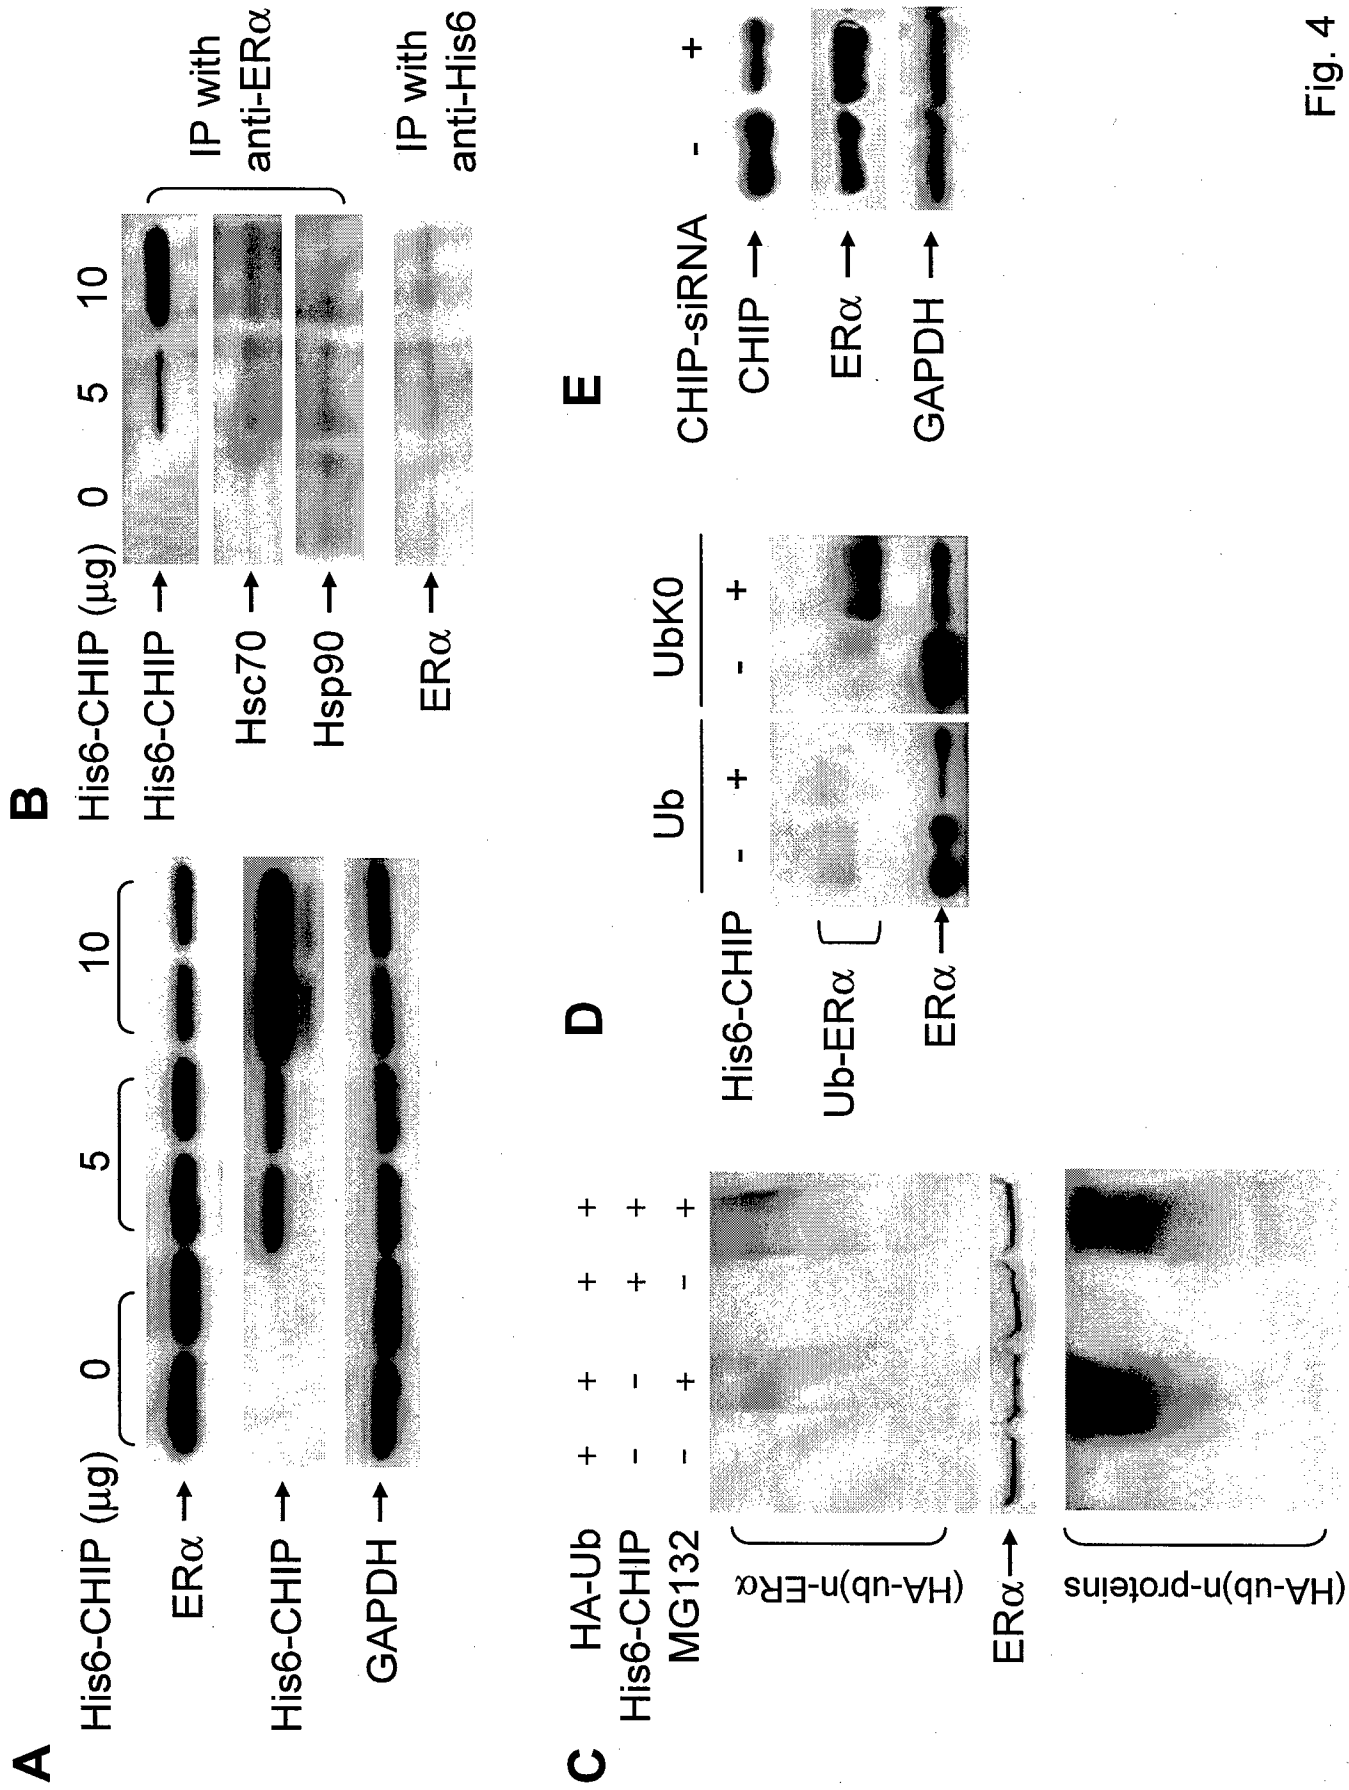 A
His6-CHIP (μg) 0 5 10
ERα
His6-CHIP
GAPDH
B
His6-CHIP (μg) 0 5 10
His6-CHIP
Hsc70
Hsp90
IP with
anti-ERα
ERα
IP with
anti-His6
C
HA-Ub + + + +
His6-CHIP - - + +
MG132 - + - +
(HA-ub)n-ERα
ERα
(HA-ub)n-proteins
D
Ub UbK0
His6-CHIP - + - +
Ub-ERα
ERα
E
CHIP-siRNA - +
CHIP
ERα
GAPDH
Fig. 4